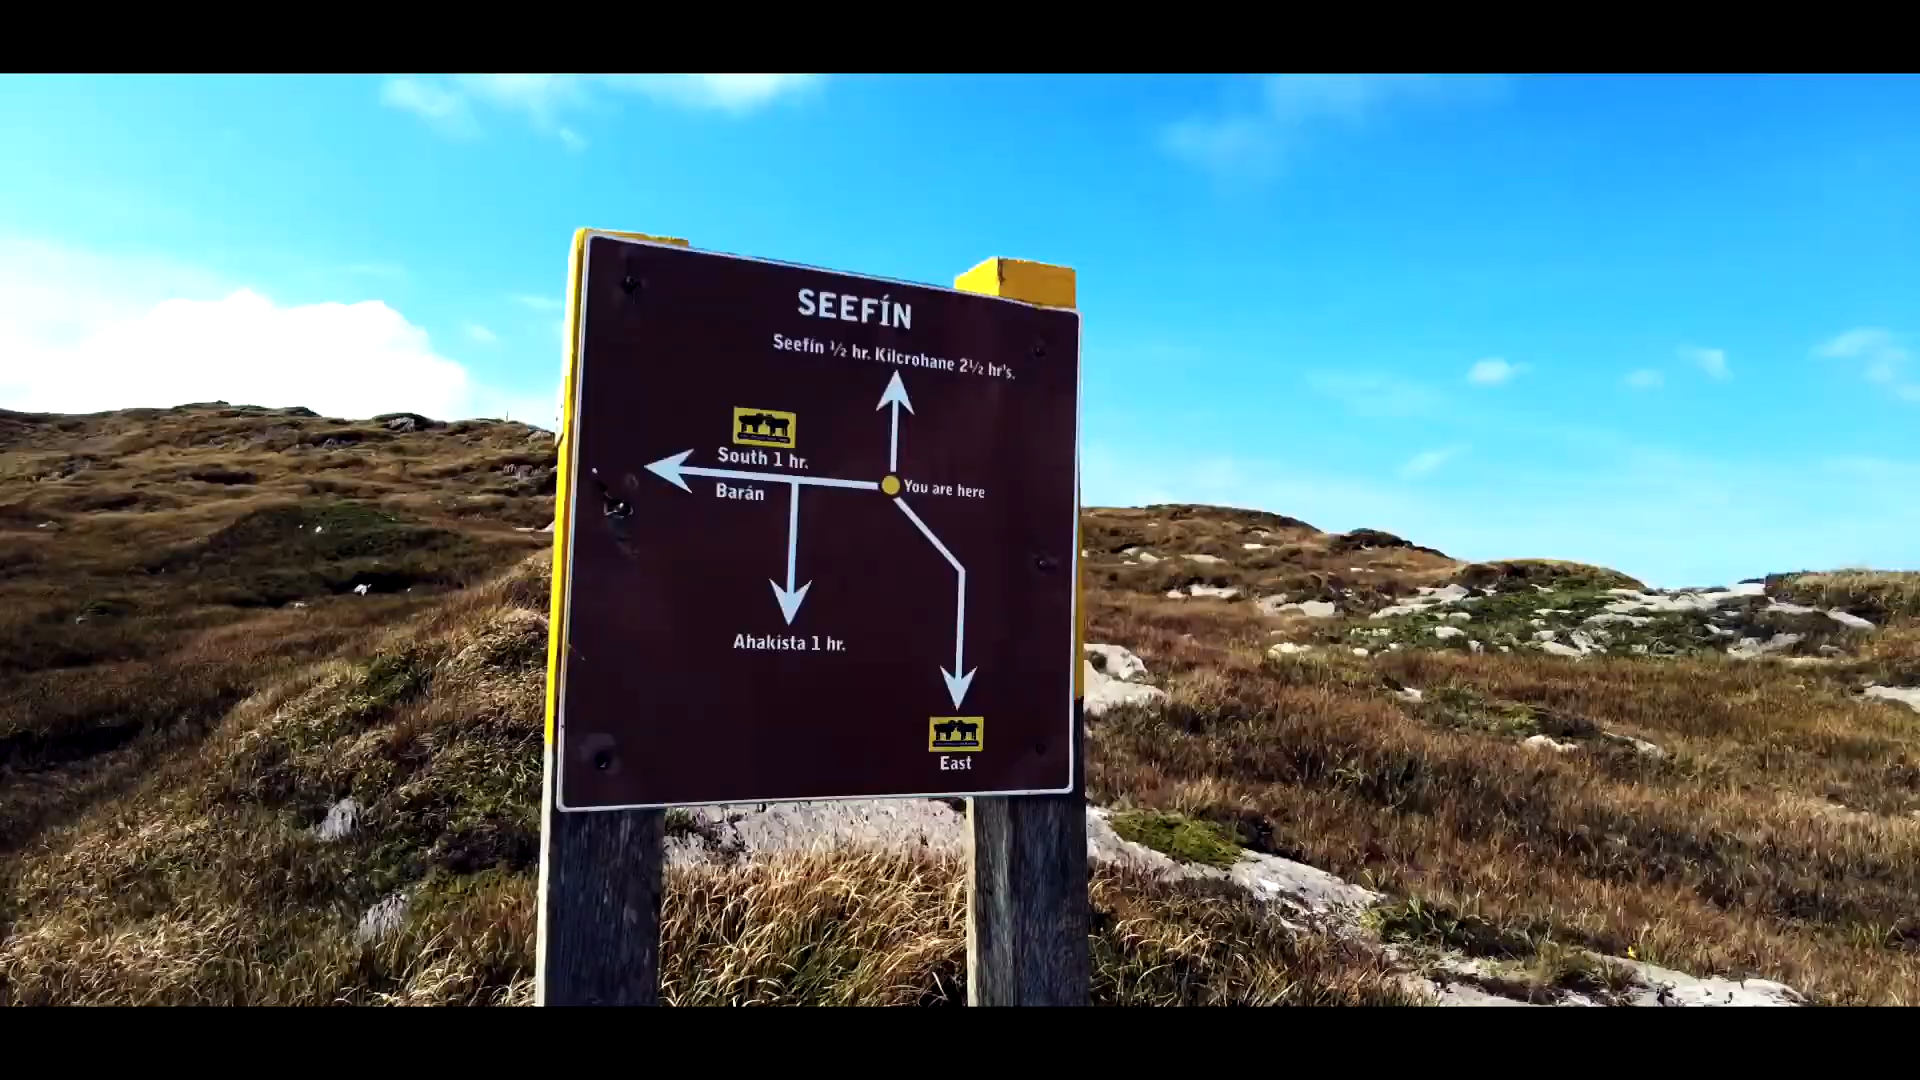 SEEFÍN
Seefín ½ hr. Kilcrohane 2½ hr's.
South 1 hr.
Barán
You are here
Ahakista 1 hr.
East